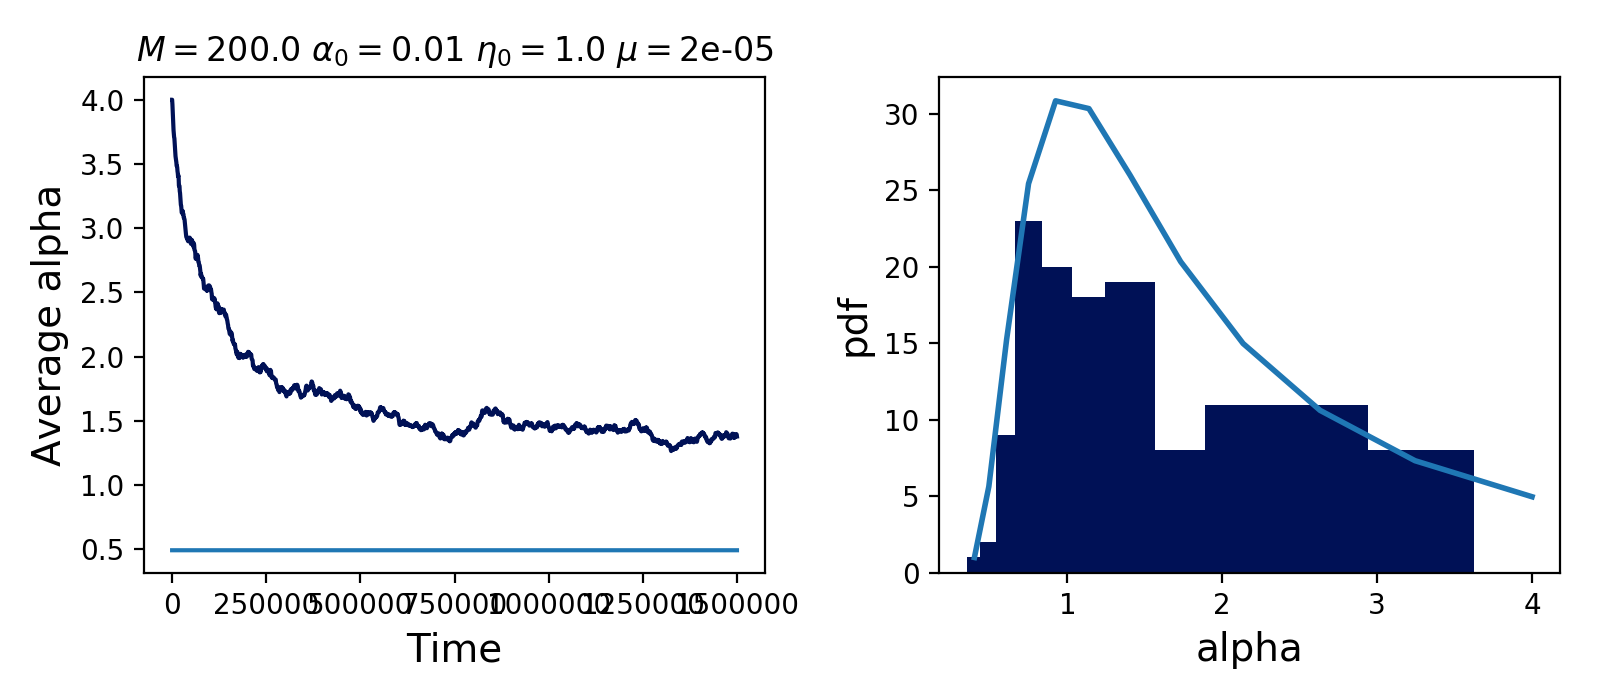 M = 200.0 α₀ = 0.01 η₀ = 1.0 μ = 2e-05
Average alpha
4.0
3.5
3.0
2.5
2.0
1.5
1.0
0.5
0 250000 500000 750000 1000000 1250000 1500000
Time
pdf
30
25
20
15
10
5
0
1 2 3 4
alpha